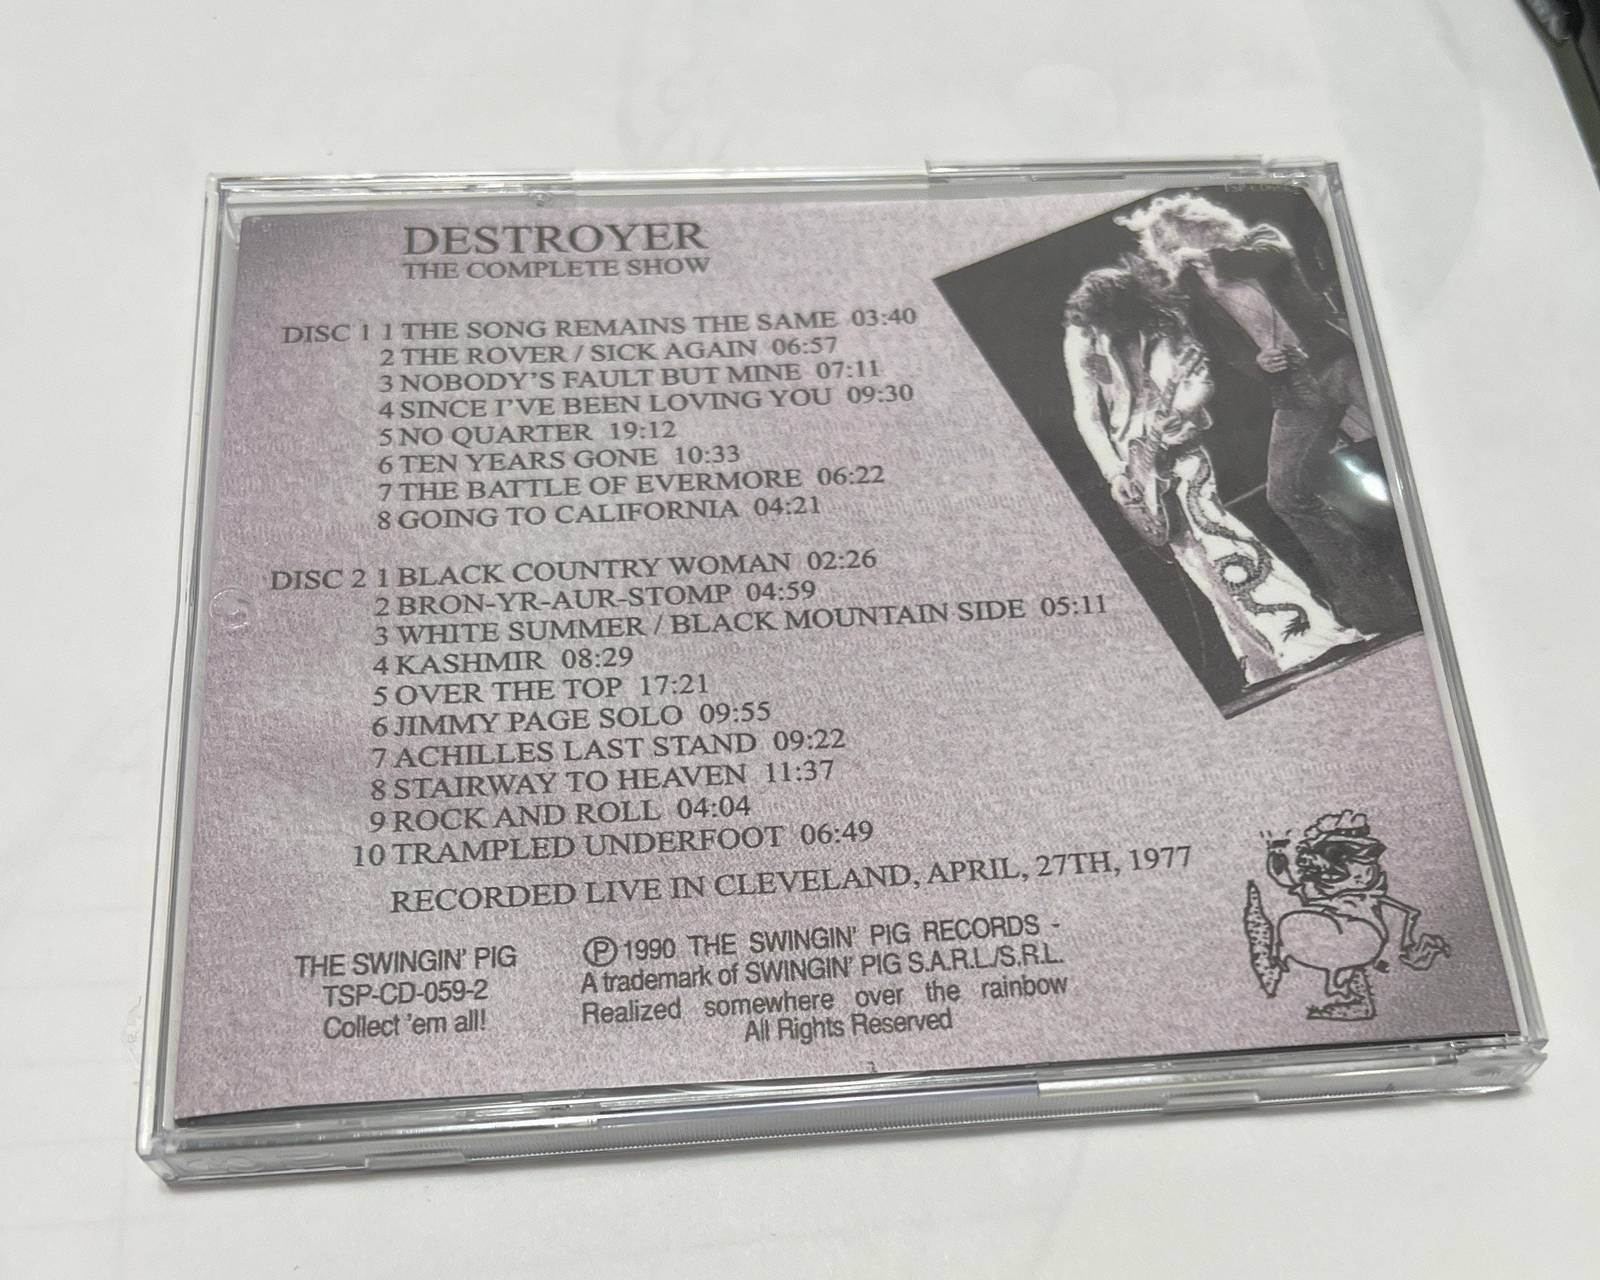 DESTROYER
THE COMPLETE SHOW
DISC 1 1 THE SONG REMAINS THE SAME 03:40
2 THE ROVER / SICK AGAIN 06:57
3 NOBODY'S FAULT BUT MINE 07:11
4 SINCE I'VE BEEN LOVING YOU 09:30
5 NO QUARTER 19:12
6 TEN YEARS GONE 10:33
7 THE BATTLE OF EVERMORE 06:22
8 GOING TO CALIFORNIA 04:21
DISC 2 1 BLACK COUNTRY WOMAN 02:26
2 BRON-YR-AUR-STOMP 04:59
3 WHITE SUMMER / BLACK MOUNTAIN SIDE 05:11
4 KASHMIR 08:29
5 OVER THE TOP 17:21
6 JIMMY PAGE SOLO 09:55
7 ACHILLES LAST STAND 09:22
8 STAIRWAY TO HEAVEN 11:37
9 ROCK AND ROLL 04:04
10 TRAMPLED UNDERFOOT 06:49
RECORDED LIVE IN CLEVELAND, APRIL, 27TH, 1977
THE SWINGIN' PIG
TSP-CD-059-2
Collect 'em all!
Ⓟ 1990 THE SWINGIN' PIG RECORDS -
A trademark of SWINGIN' PIG S.A.R.L./S.R.L.
Realized somewhere over the rainbow
All Rights Reserved